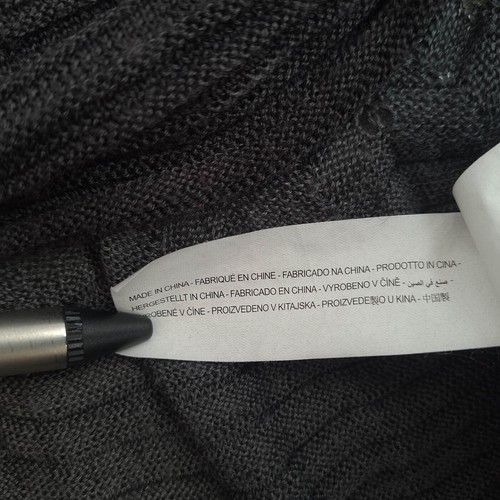 MADE IN CHINA - FABRIQUÉ EN CHINE - FABRICADO NA CHINA - PRODOTTO IN CINA -
HERGESTELLT IN CHINA - FABRICADO EN CHINA - VYROBENO V ČÍNĚ - صنع في الصين -
ROBENÉ V ČÍNE - PROIZVEDENO V KITAJSKA - PROIZVEDE製O U KINA - 中国製